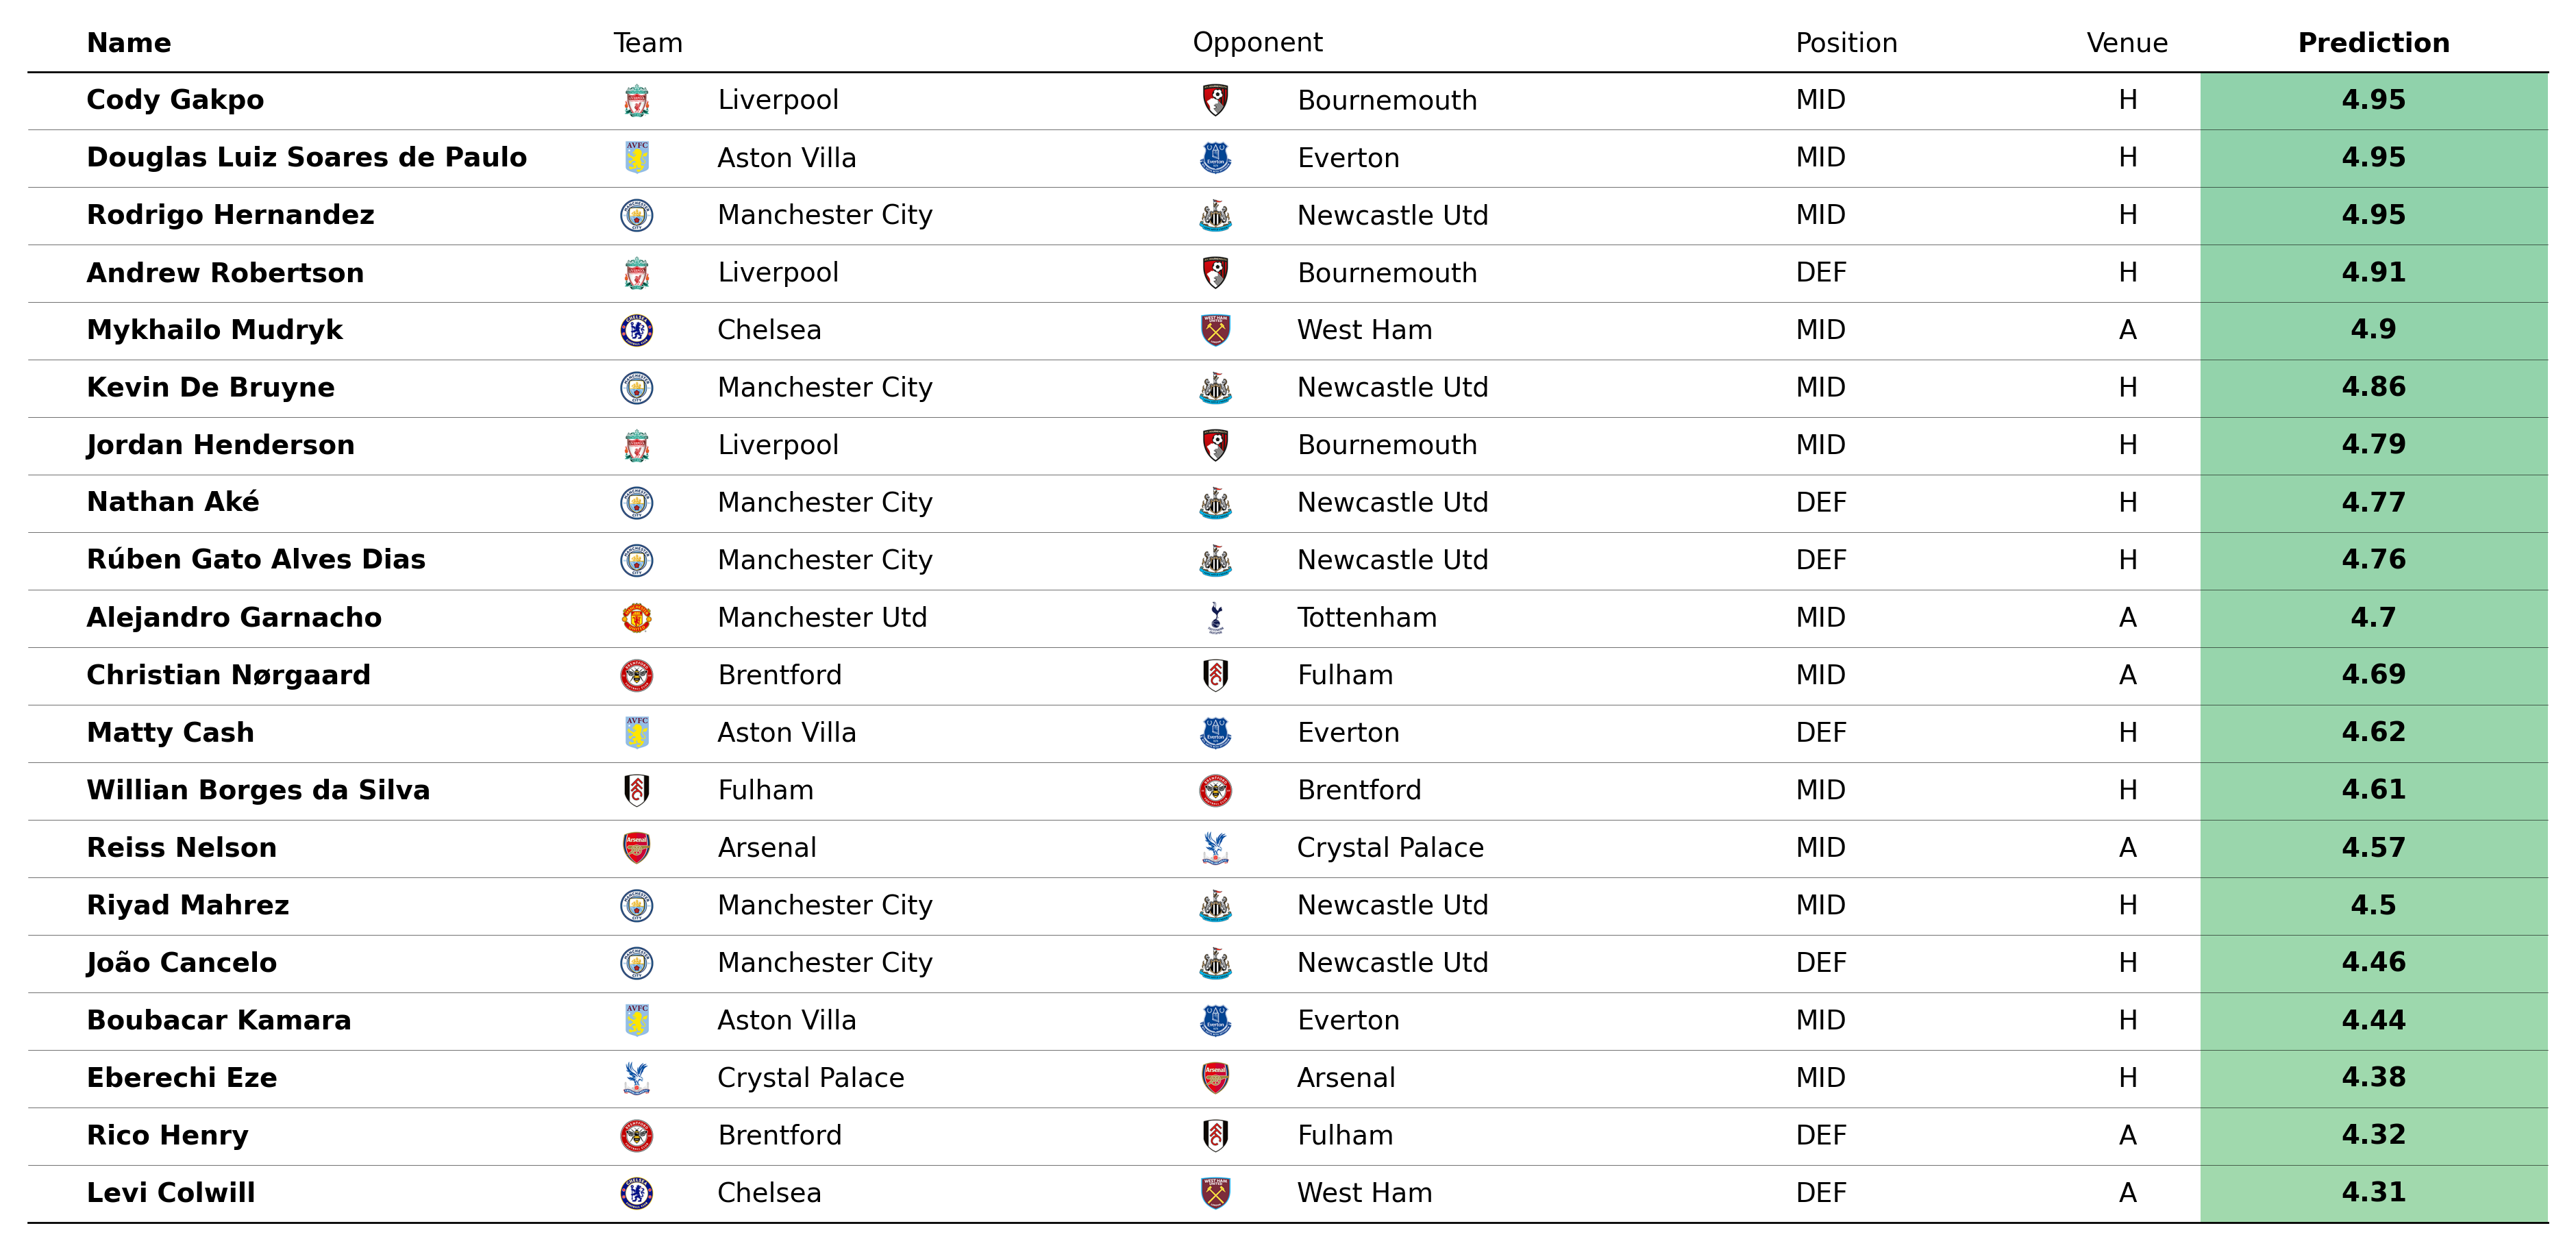 Name Team Opponent Position Venue Prediction
Cody Gakpo Liverpool Bournemouth MID H 4.95
Douglas Luiz Soares de Paulo Aston Villa Everton MID H 4.95
Rodrigo Hernandez Manchester City Newcastle Utd MID H 4.95
Andrew Robertson Liverpool Bournemouth DEF H 4.91
Mykhailo Mudryk Chelsea West Ham MID A 4.9
Kevin De Bruyne Manchester City Newcastle Utd MID H 4.86
Jordan Henderson Liverpool Bournemouth MID H 4.79
Nathan Aké Manchester City Newcastle Utd DEF H 4.77
Rúben Gato Alves Dias Manchester City Newcastle Utd DEF H 4.76
Alejandro Garnacho Manchester Utd Tottenham MID A 4.7
Christian Nørgaard Brentford Fulham MID A 4.69
Matty Cash Aston Villa Everton DEF H 4.62
Willian Borges da Silva Fulham Brentford MID H 4.61
Reiss Nelson Arsenal Crystal Palace MID A 4.57
Riyad Mahrez Manchester City Newcastle Utd MID H 4.5
João Cancelo Manchester City Newcastle Utd DEF H 4.46
Boubacar Kamara Aston Villa Everton MID H 4.44
Eberechi Eze Crystal Palace Arsenal MID H 4.38
Rico Henry Brentford Fulham DEF A 4.32
Levi Colwill Chelsea West Ham DEF A 4.31